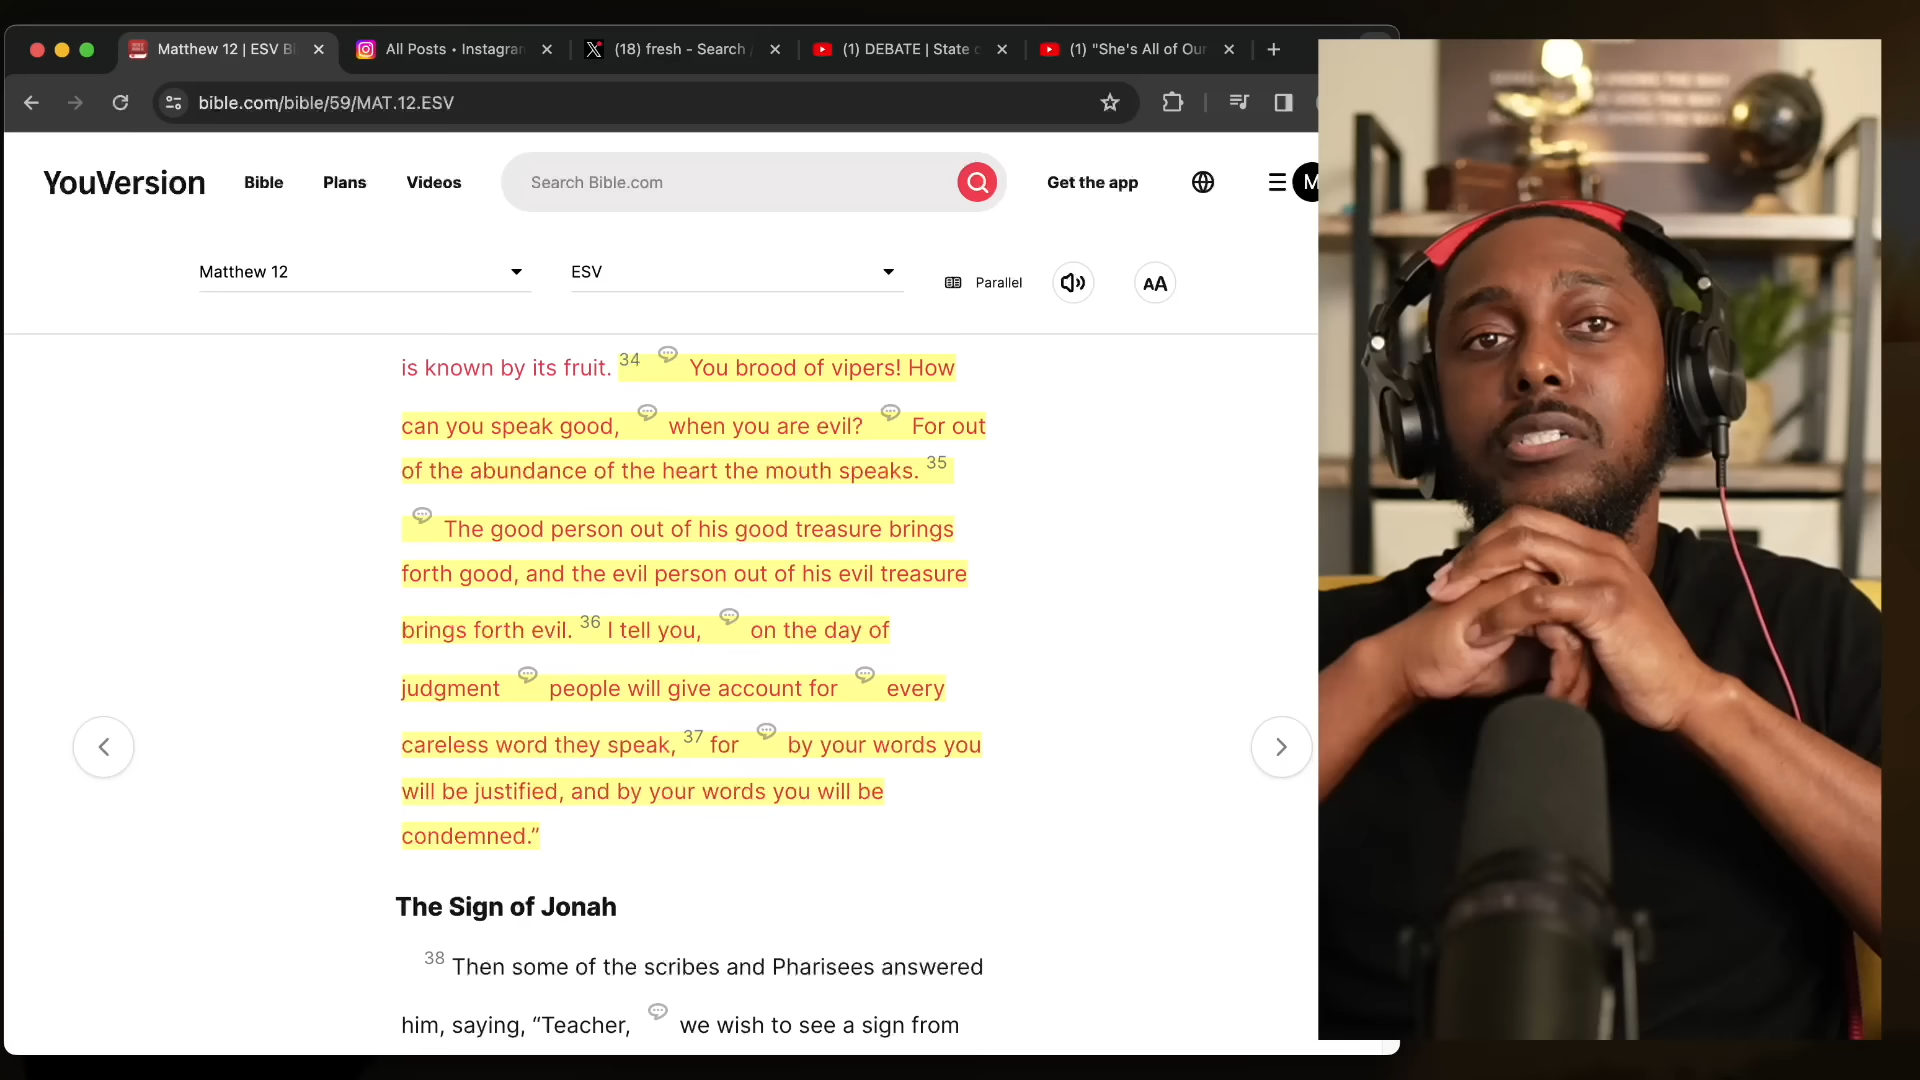 Matthew 12 | ESV B
All Posts • Instagra
(18) fresh - Search
(1) DEBATE | State
(1) "She's All of Ou
bible.com/bible/59/MAT.12.ESV
YouVersion
Bible
Plans
Videos
Search Bible.com
Get the app
M
Matthew 12
ESV
Parallel
AA
is known by its fruit. 34 You brood of vipers! How
can you speak good, when you are evil? For out
of the abundance of the heart the mouth speaks. 35
The good person out of his good treasure brings
forth good, and the evil person out of his evil treasure
brings forth evil. 36 I tell you, on the day of
judgment people will give account for every
careless word they speak, 37 for by your words you
will be justified, and by your words you will be
condemned.”
The Sign of Jonah
38 Then some of the scribes and Pharisees answered
him, saying, “Teacher, we wish to see a sign from